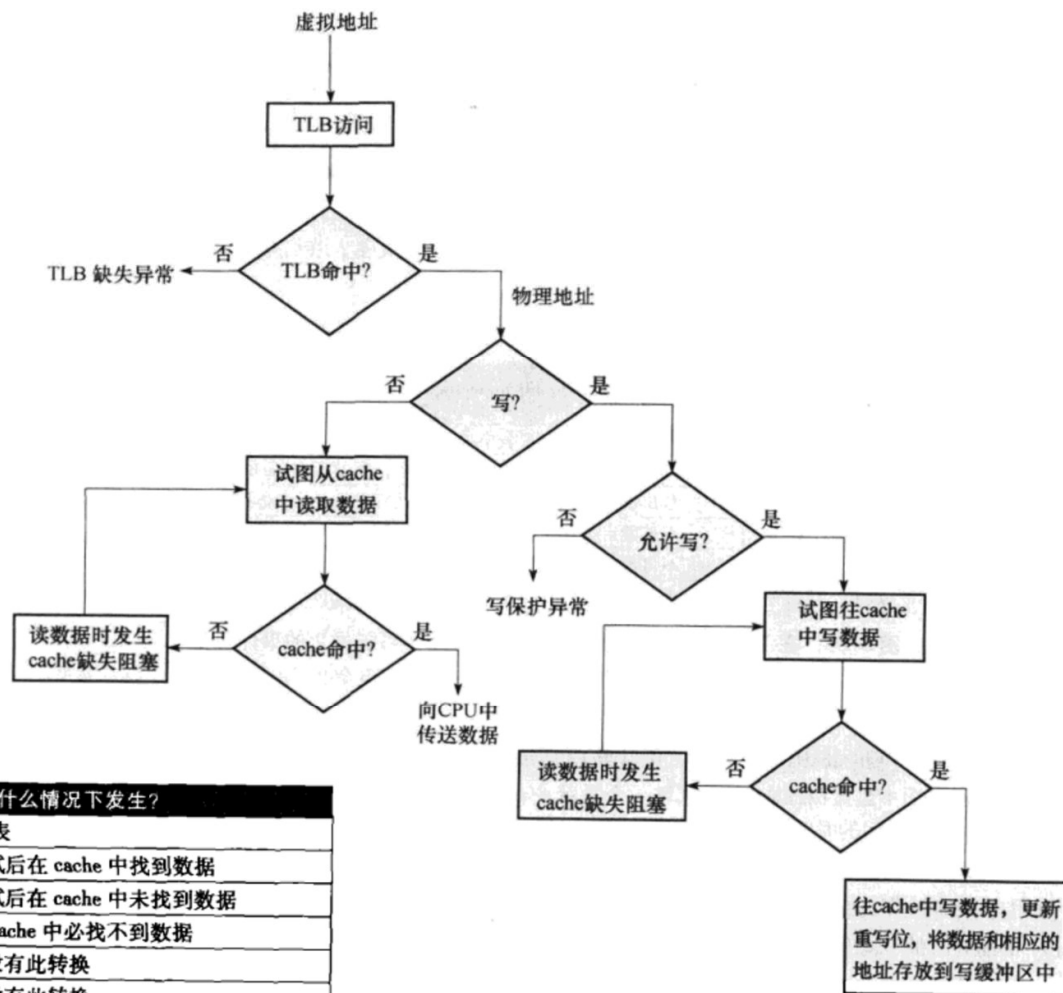 虚拟地址
TLB访问
否
TLB命中?
是
TLB 缺失异常
物理地址
否
写?
是
试图从cache
中读取数据
否
允许写?
是
写保护异常
试图往cache
中写数据
读数据时发生
cache缺失阻塞
否
cache命中?
是
向CPU中
传送数据
读数据时发生
cache缺失阻塞
否
cache命中?
是
往cache中写数据，更新
重写位，将数据和相应的
地址存放到写缓冲区中
什么情况下发生?
表
试后在 cache 中找到数据
试后在 cache 中未找到数据
cache 中必找不到数据
有此转换